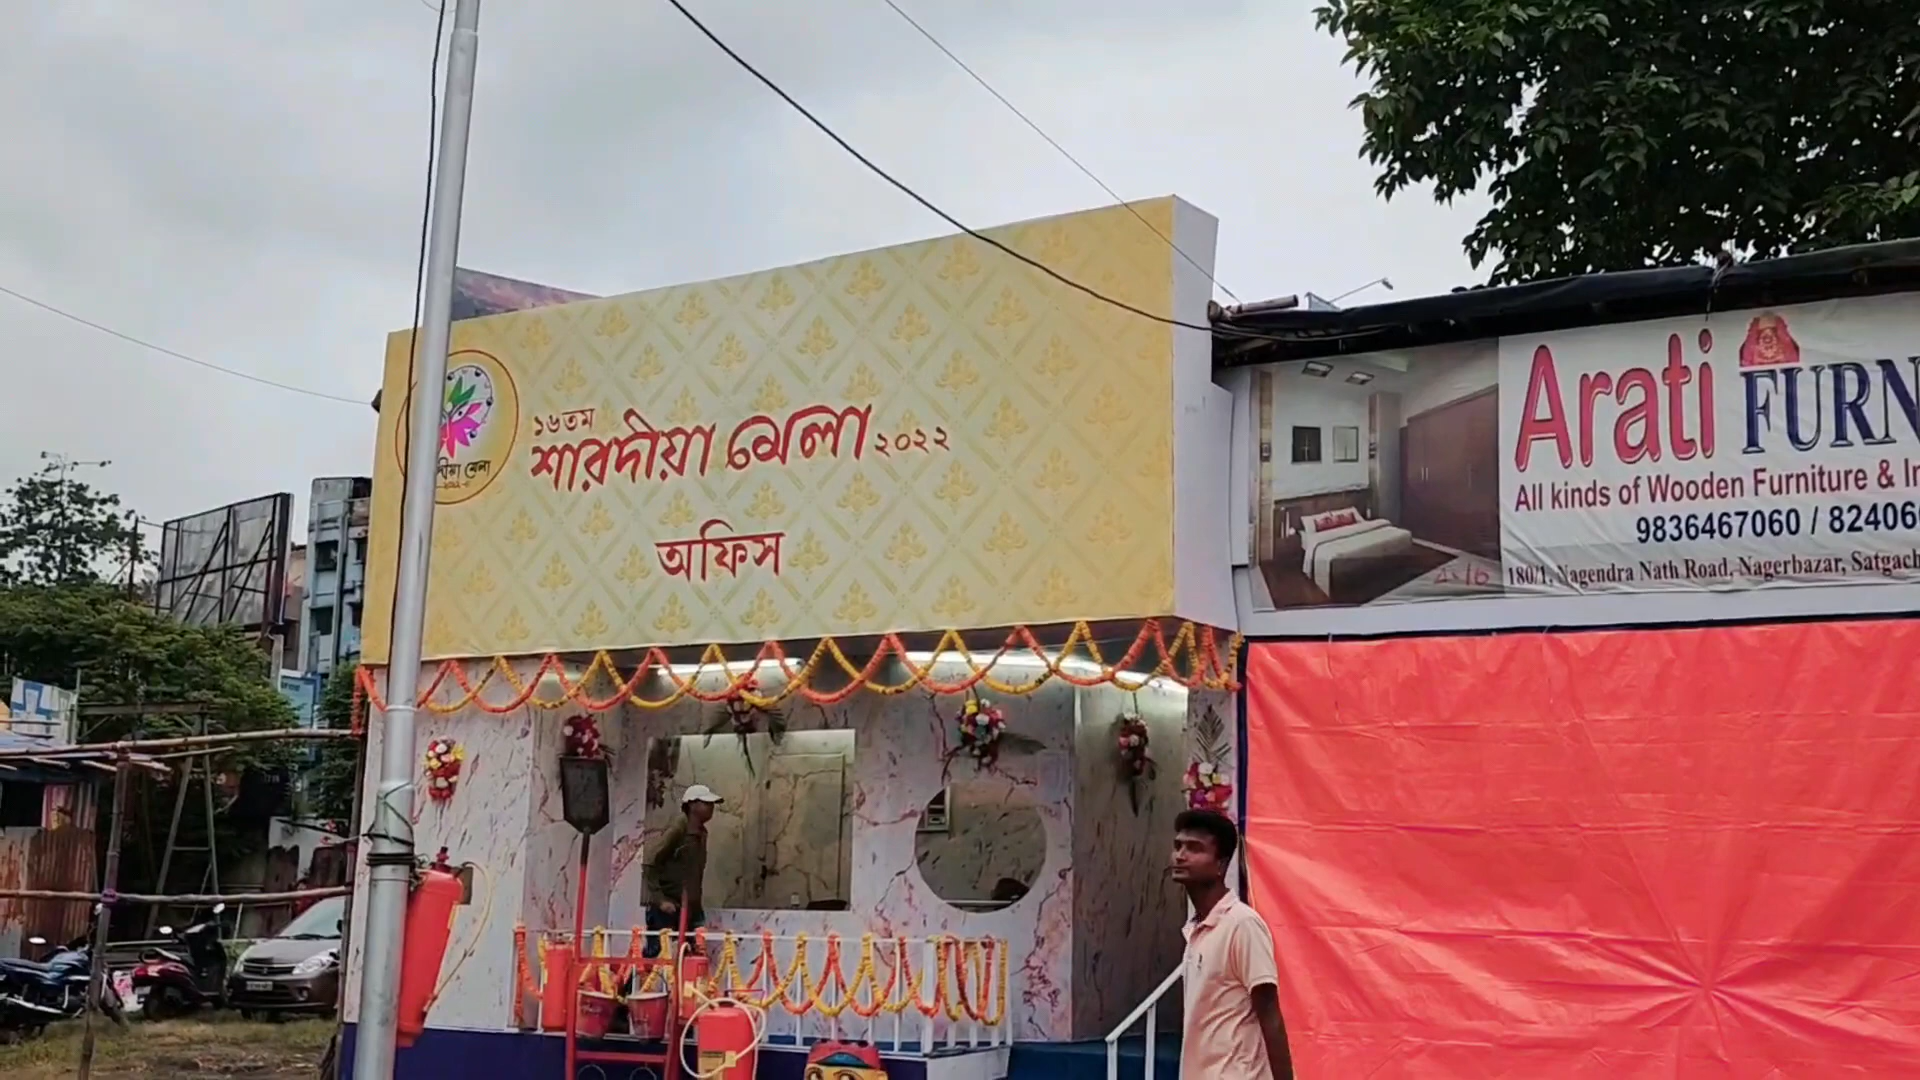 ১৬তম
শারদীয়া মেলা ২০২২
অফিস
মেলা
Arati FURN
All kinds of Wooden Furniture &
9836467060 / 82406
180/1, Nagendra Nath Road, Nagerbazar, Satgach